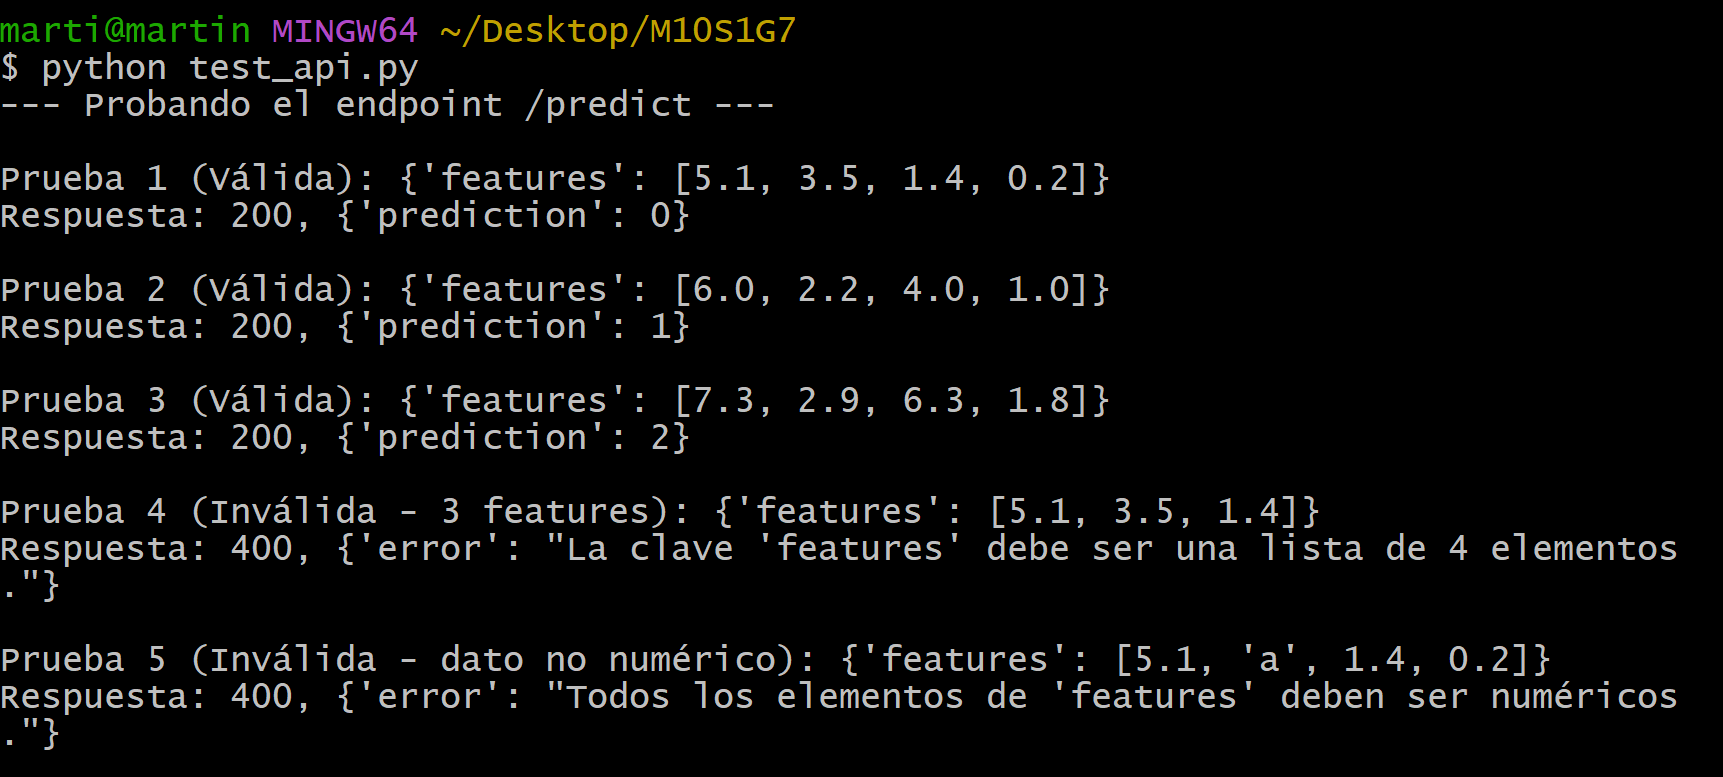 marti@martin MINGW64 ~/Desktop/M10S1G7
$ python test_api.py
--- Probando el endpoint /predict ---
Prueba 1 (Válida): {'features': [5.1, 3.5, 1.4, 0.2]}
Respuesta: 200, {'prediction': 0}
Prueba 2 (Válida): {'features': [6.0, 2.2, 4.0, 1.0]}
Respuesta: 200, {'prediction': 1}
Prueba 3 (Válida): {'features': [7.3, 2.9, 6.3, 1.8]}
Respuesta: 200, {'prediction': 2}
Prueba 4 (Inválida - 3 features): {'features': [5.1, 3.5, 1.4]}
Respuesta: 400, {'error': "La clave 'features' debe ser una lista de 4 elementos
."}
Prueba 5 (Inválida - dato no numérico): {'features': [5.1, 'a', 1.4, 0.2]}
Respuesta: 400, {'error': "Todos los elementos de 'features' deben ser numéricos
."}